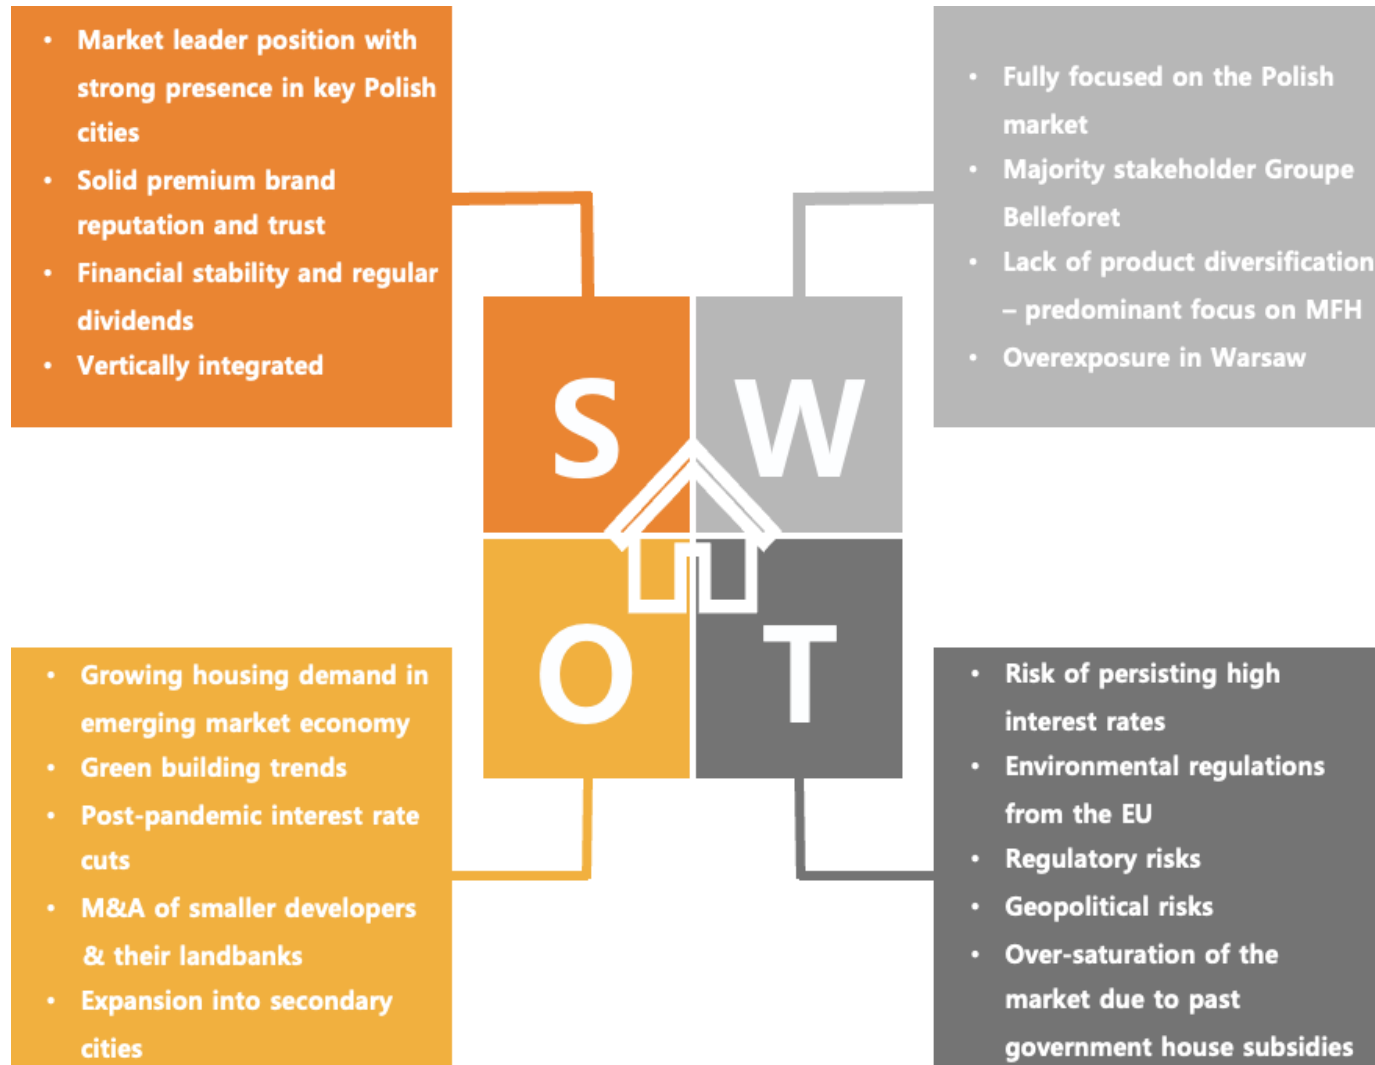 • Market leader position with
strong presence in key Polish
cities
• Solid premium brand
reputation and trust
• Financial stability and regular
dividends
• Vertically integrated
• Fully focused on the Polish
market
• Majority stakeholder Groupe
Belleforet
• Lack of product diversification
– predominant focus on MFH
• Overexposure in Warsaw
S
W
O
T
• Growing housing demand in
emerging market economy
• Green building trends
• Post-pandemic interest rate
cuts
• M&A of smaller developers
& their landbanks
• Expansion into secondary
cities
• Risk of persisting high
interest rates
• Environmental regulations
from the EU
• Regulatory risks
• Geopolitical risks
• Over-saturation of the
market due to past
government house subsidies